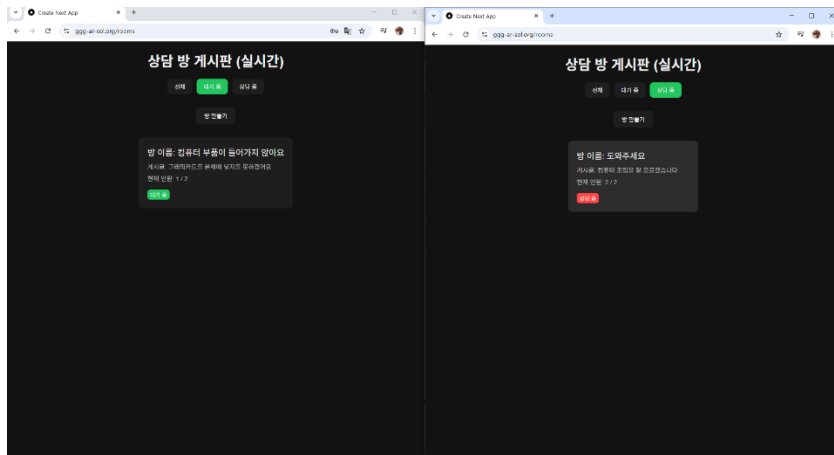 Create Next App
ggg-ar-sol.org/rooms
상담 방 게시판 (실시간)
전체 대기 중 상담 중
방 만들기
방 이름: 컴퓨터 부품이 들어가지 않아요
게시글: 그래픽카드를 본체에 넣지를 못하겠어요
현재 인원: 1 / 2
대기 중
Create Next App
ggg-ar-sol.org/rooms
상담 방 게시판 (실시간)
전체 대기 중 상담 중
방 만들기
방 이름: 도와주세요
게시글: 컴퓨터 조립을 잘 모르겠습니다
현재 인원: 2 / 2
상담 중